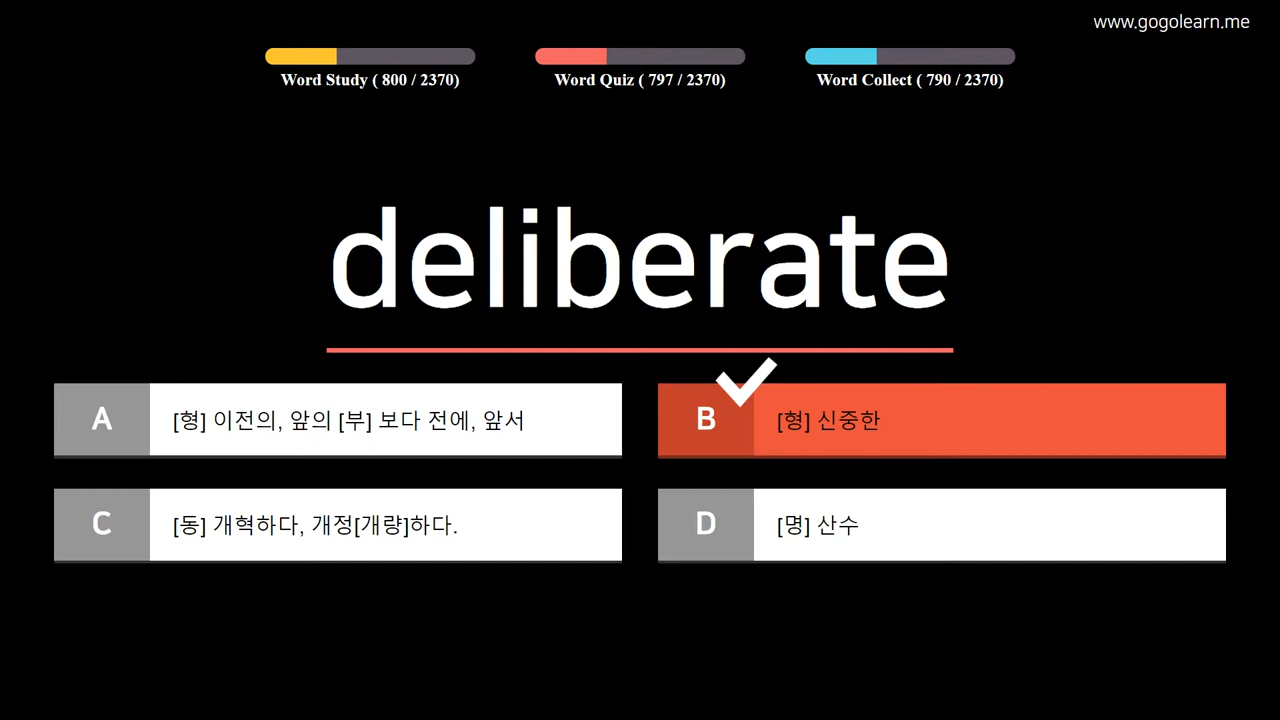 www.gogolearn.me
Word Study ( 800 / 2370)
Word Quiz ( 797 / 2370)
Word Collect ( 790 / 2370)
deliberate
A [형] 이전의, 앞의 [부] 보다 전에, 앞서
B [형] 신중한
C [동] 개혁하다, 개정[개량]하다.
D [명] 산수